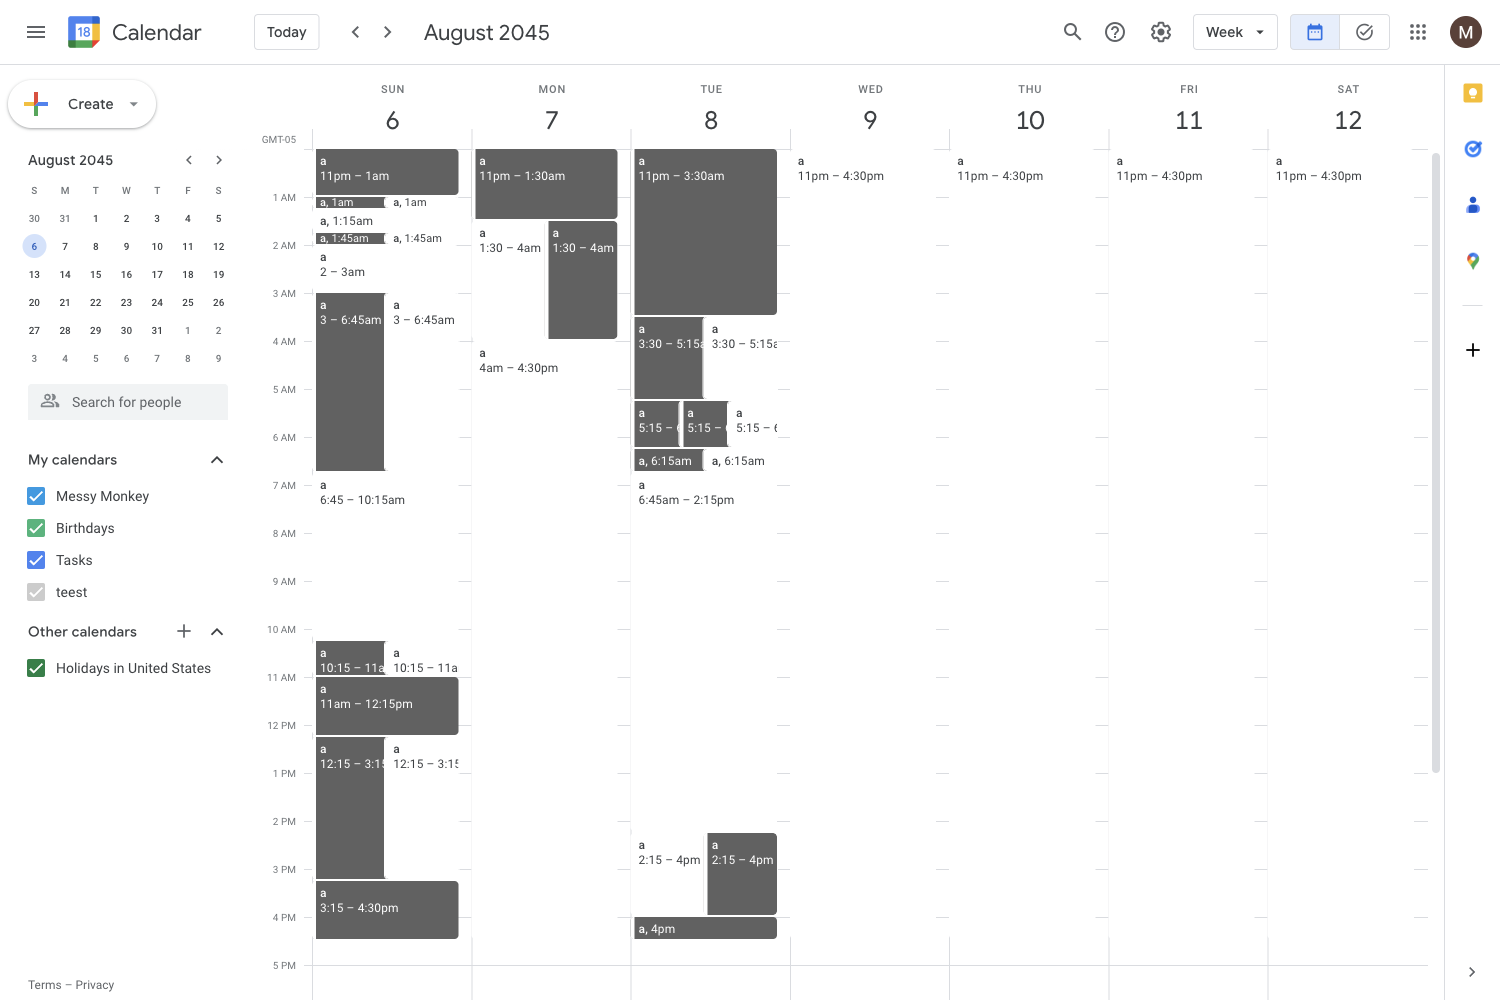 18 Calendar Today August 2045 Week M
Create
August 2045
S M T W T F S
30 31 1 2 3 4 5
6 7 8 9 10 11 12
13 14 15 16 17 18 19
20 21 22 23 24 25 26
27 28 29 30 31 1 2
3 4 5 6 7 8 9
Search for people
My calendars
Messy Monkey
Birthdays
Tasks
teest
Other calendars
Holidays in United States
Terms – Privacy
SUN MON TUE WED THU FRI SAT
6 7 8 9 10 11 12
GMT-05
1 AM
2 AM
3 AM
4 AM
5 AM
6 AM
7 AM
8 AM
9 AM
10 AM
11 AM
12 PM
1 PM
2 PM
3 PM
4 PM
5 PM
a
11pm – 1am
a, 1am
a, 1am
a, 1:15am
a, 1:45am
a, 1:45am
a
2 – 3am
a
3 – 6:45am
a
3 – 6:45am
a
6:45 – 10:15am
a
10:15 – 11a
a
10:15 – 11a
a
11am – 12:15pm
a
12:15 – 3:15
a
12:15 – 3:15
a
3:15 – 4:30pm
a
11pm – 1:30am
a
1:30 – 4am
a
1:30 – 4am
a
4am – 4:30pm
a
11pm – 3:30am
a
3:30 – 5:15a
a
3:30 – 5:15a
a
5:15 – 6
a
5:15 – 6
a
5:15 – 6
a, 6:15am
a, 6:15am
a
6:45am – 2:15pm
a
2:15 – 4pm
a
2:15 – 4pm
a, 4pm
a
11pm – 4:30pm
a
11pm – 4:30pm
a
11pm – 4:30pm
a
11pm – 4:30pm